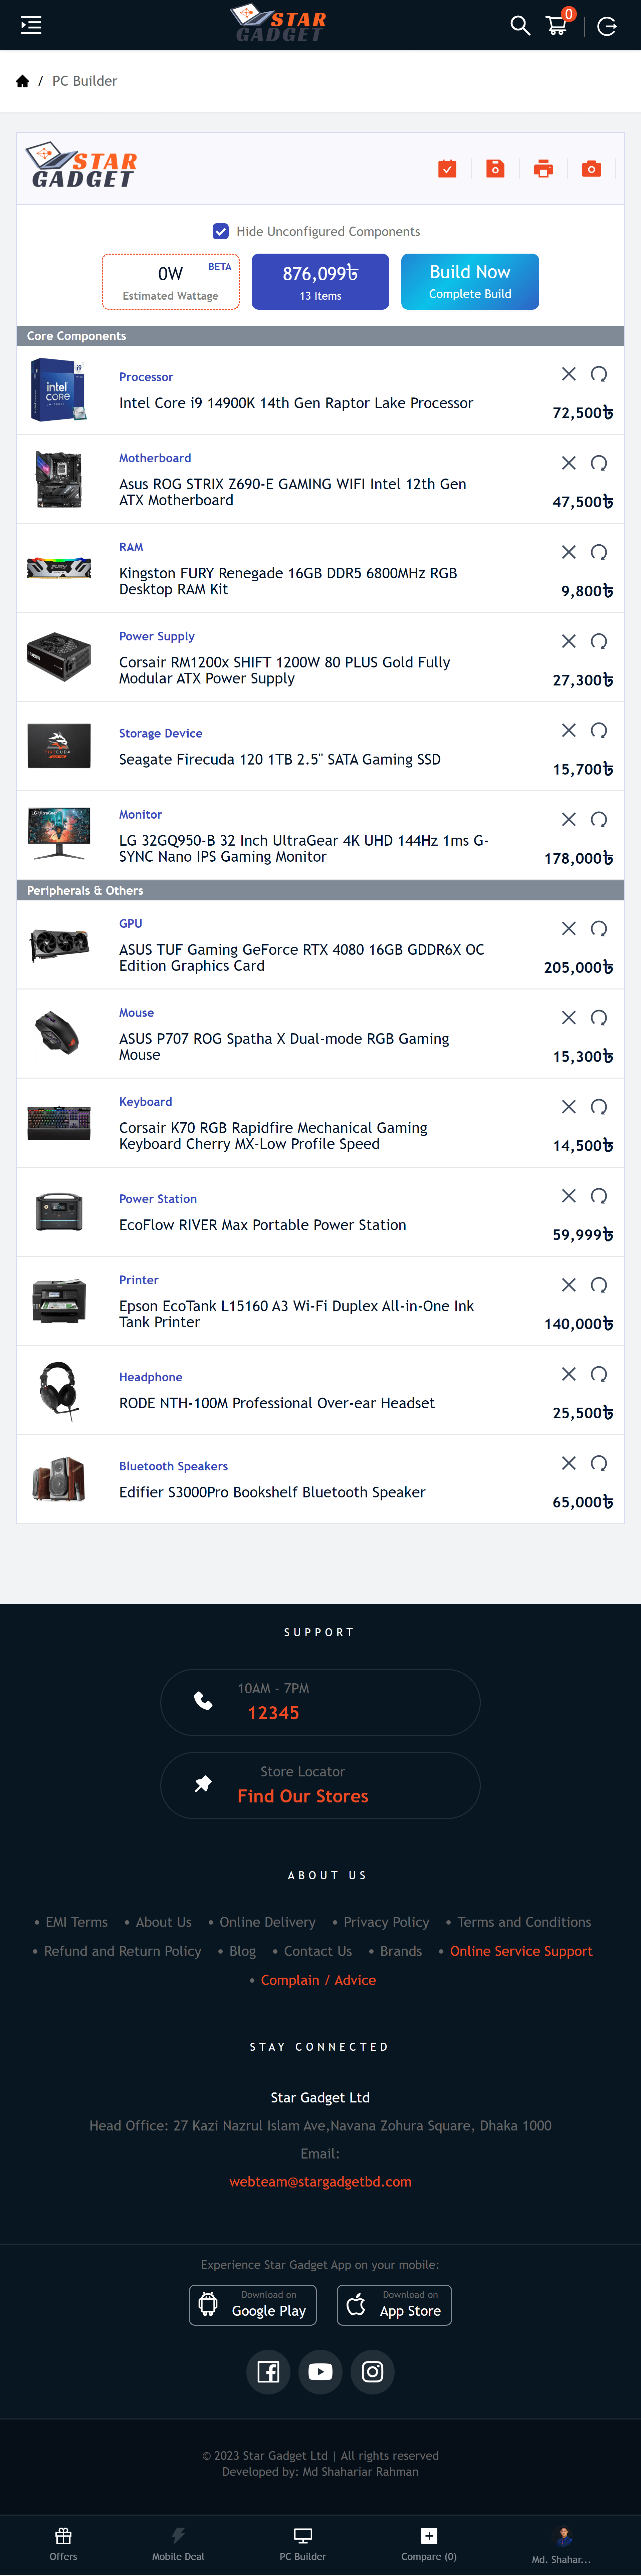 STAR
GADGET
0
/ PC Builder
STAR
GADGET
Hide Unconfigured Components
0W
BETA
Estimated Wattage
876,099৳
13 Items
Build Now
Complete Build
Core Components
Processor
Intel Core i9 14900K 14th Gen Raptor Lake Processor
72,500৳
Motherboard
Asus ROG STRIX Z690-E GAMING WIFI Intel 12th Gen
ATX Motherboard
47,500৳
RAM
Kingston FURY Renegade 16GB DDR5 6800MHz RGB
Desktop RAM Kit
9,800৳
Power Supply
Corsair RM1200x SHIFT 1200W 80 PLUS Gold Fully
Modular ATX Power Supply
27,300৳
Storage Device
Seagate Firecuda 120 1TB 2.5" SATA Gaming SSD
15,700৳
Monitor
LG 32GQ950-B 32 Inch UltraGear 4K UHD 144Hz 1ms G-
SYNC Nano IPS Gaming Monitor
178,000৳
Peripherals & Others
GPU
ASUS TUF Gaming GeForce RTX 4080 16GB GDDR6X OC
Edition Graphics Card
205,000৳
Mouse
ASUS P707 ROG Spatha X Dual-mode RGB Gaming
Mouse
15,300৳
Keyboard
Corsair K70 RGB Rapidfire Mechanical Gaming
Keyboard Cherry MX-Low Profile Speed
14,500৳
Power Station
EcoFlow RIVER Max Portable Power Station
59,999৳
Printer
Epson EcoTank L15160 A3 Wi-Fi Duplex All-in-One Ink
Tank Printer
140,000৳
Headphone
RODE NTH-100M Professional Over-ear Headset
25,500৳
Bluetooth Speakers
Edifier S3000Pro Bookshelf Bluetooth Speaker
65,000৳
SUPPORT
10AM - 7PM
12345
Store Locator
Find Our Stores
ABOUT US
• EMI Terms • About Us • Online Delivery • Privacy Policy • Terms and Conditions
• Refund and Return Policy • Blog • Contact Us • Brands • Online Service Support
• Complain / Advice
STAY CONNECTED
Star Gadget Ltd
Head Office: 27 Kazi Nazrul Islam Ave,Navana Zohura Square, Dhaka 1000
Email:
webteam@stargadgetbd.com
Experience Star Gadget App on your mobile:
Download on
Google Play
Download on
App Store
© 2023 Star Gadget Ltd | All rights reserved
Developed by: Md Shahariar Rahman
Offers
Mobile Deal
PC Builder
Compare (0)
Md. Shahar...